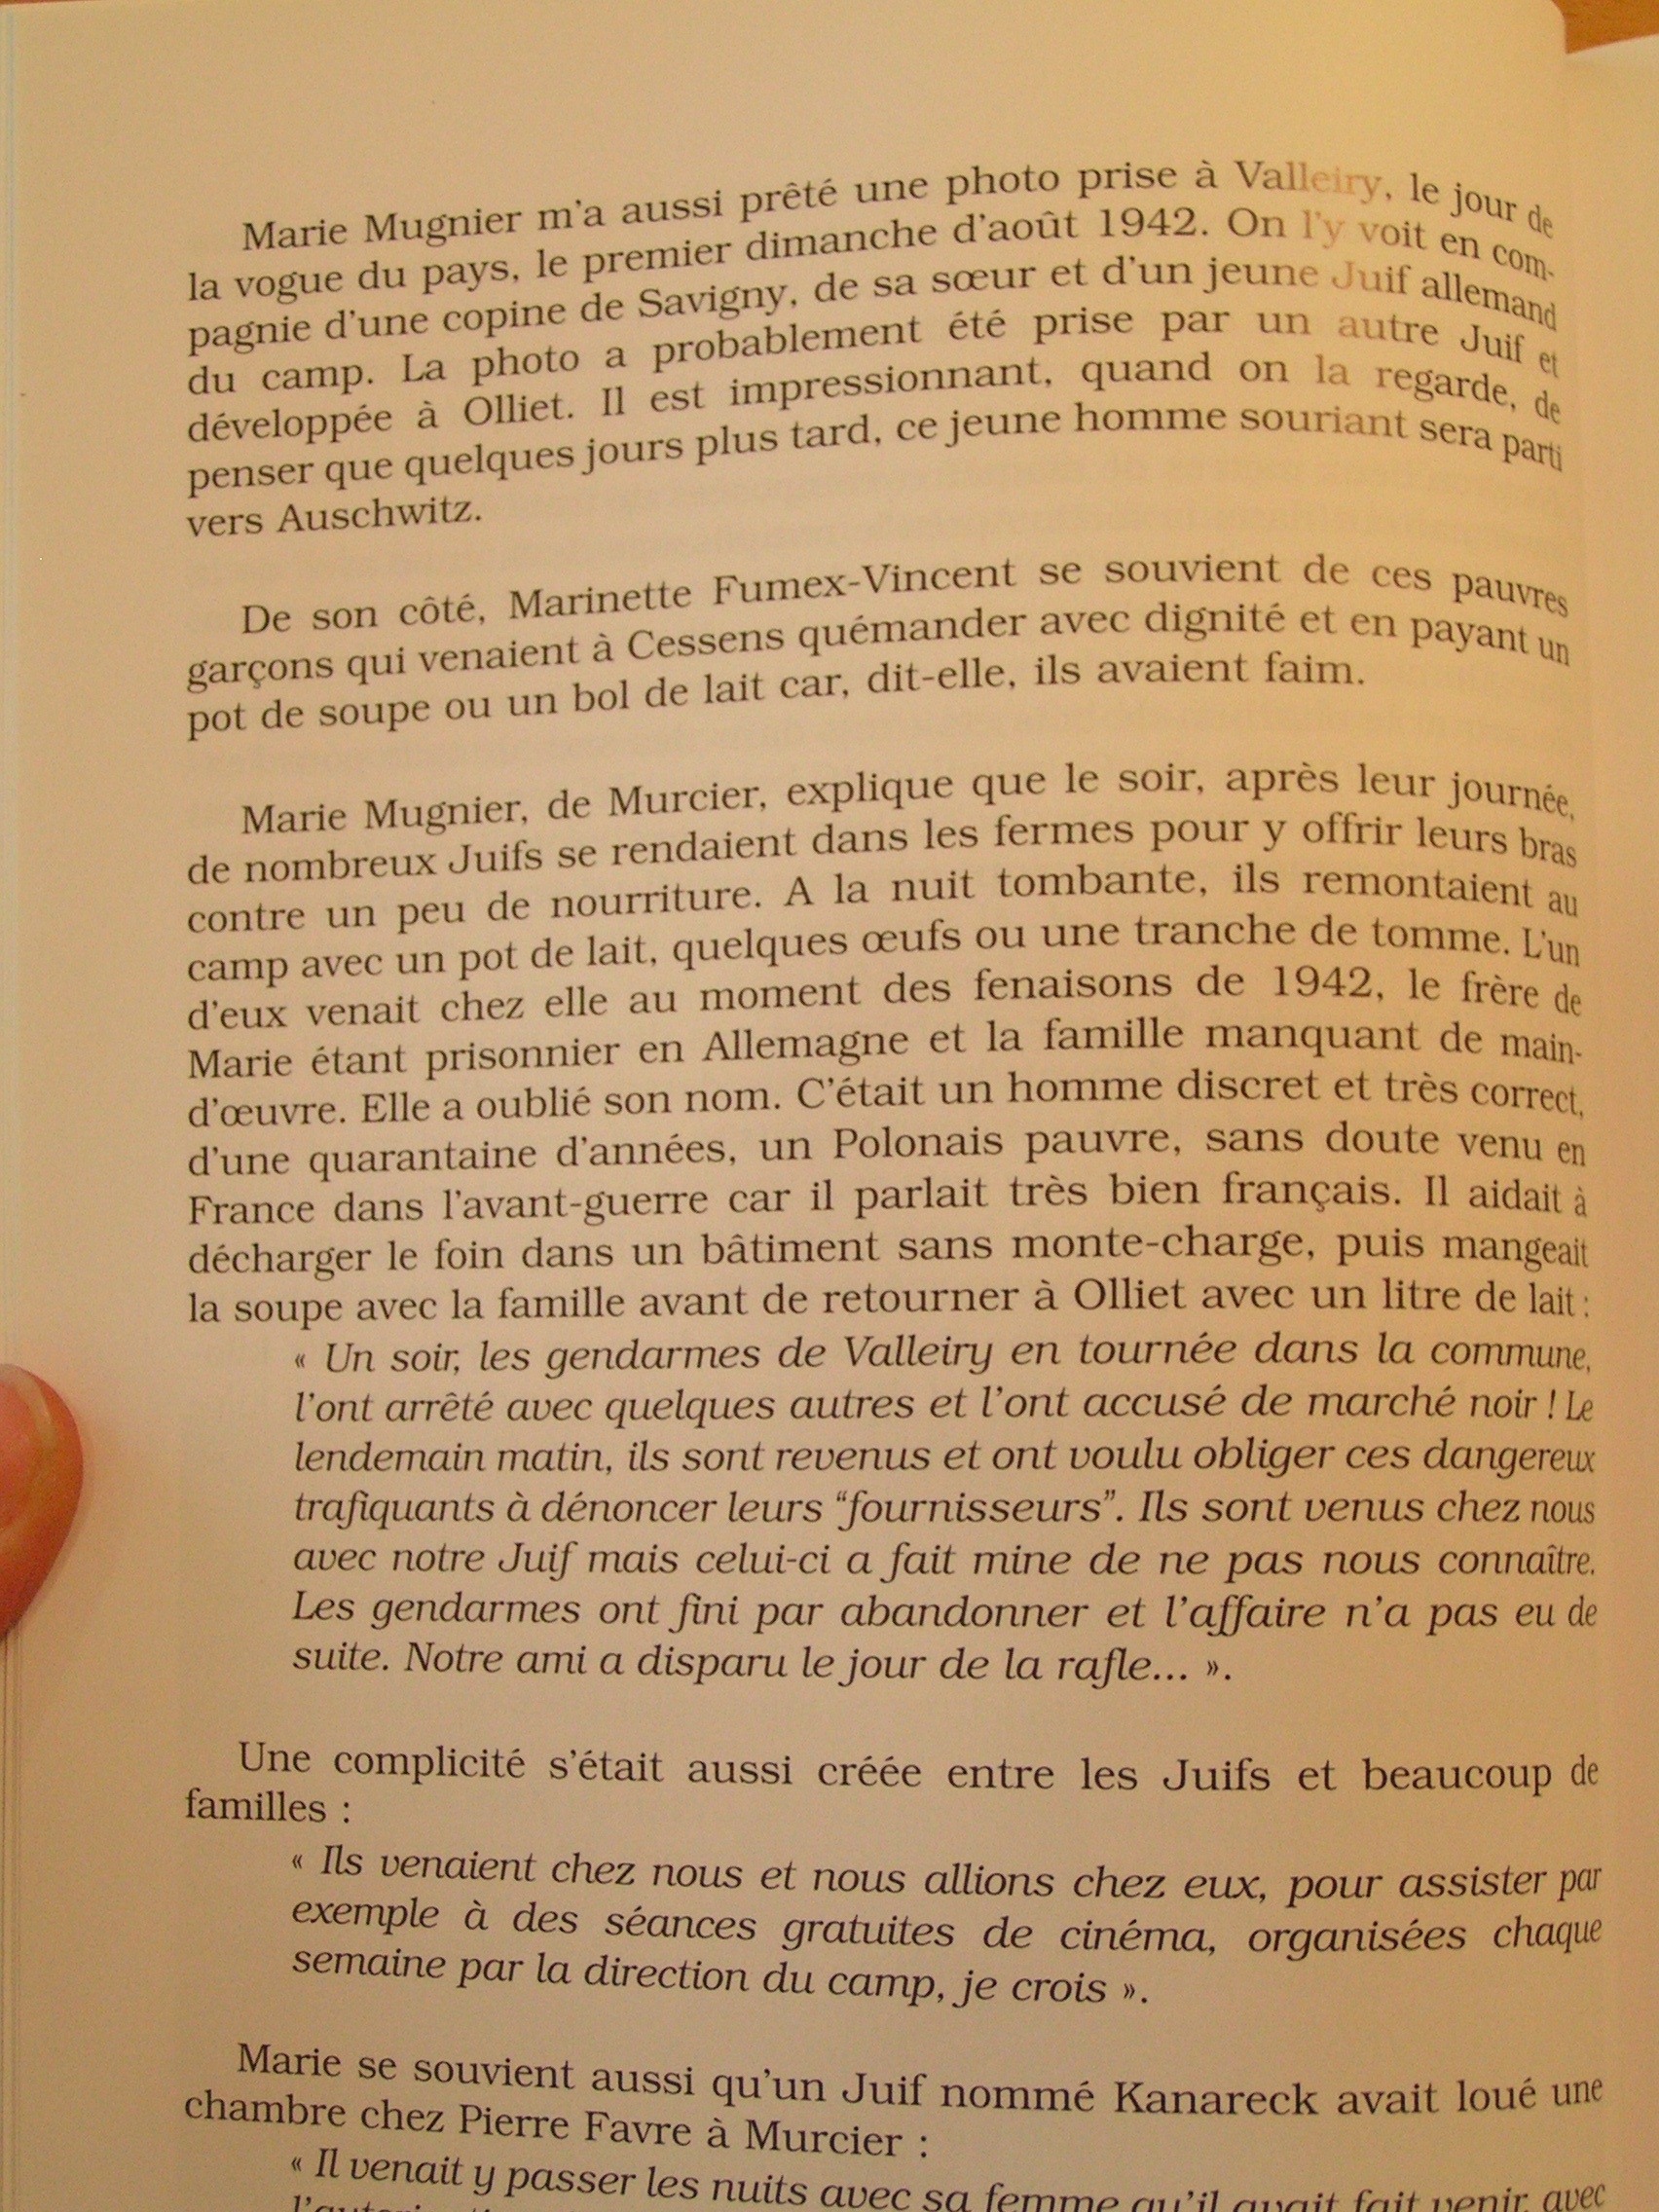 Marie Mugnier m'a aussi prêté une photo prise à Valleiry, le jour de
la vogue du pays, le premier dimanche d'août 1942. On l'y voit en com-
pagnie d'une copine de Savigny, de sa sœur et d'un jeune Juif allemand
du camp. La photo a probablement été prise par un autre Juif et
développée à Olliet. Il est impressionnant, quand on la regarde, de
penser que quelques jours plus tard, ce jeune homme souriant sera parti
vers Auschwitz.
De son côté, Marinette Fumex-Vincent se souvient de ces pauvres
garçons qui venaient à Cessens quémander avec dignité et en payant un
pot de soupe ou un bol de lait car, dit-elle, ils avaient faim.
Marie Mugnier, de Murcier, explique que le soir, après leur journée,
de nombreux Juifs se rendaient dans les fermes pour y offrir leurs bras
contre un peu de nourriture. A la nuit tombante, ils remontaient au
camp avec un pot de lait, quelques œufs ou une tranche de tomme. L'un
d'eux venait chez elle au moment des fenaisons de 1942, le frère de
Marie étant prisonnier en Allemagne et la famille manquant de main-
d'œuvre. Elle a oublié son nom. C'était un homme discret et très correct,
d'une quarantaine d'années, un Polonais pauvre, sans doute venu en
France dans l'avant-guerre car il parlait très bien français. Il aidait à
décharger le foin dans un bâtiment sans monte-charge, puis mangeait
la soupe avec la famille avant de retourner à Olliet avec un litre de lait :
« Un soir, les gendarmes de Valleiry en tournée dans la commune,
l'ont arrêté avec quelques autres et l'ont accusé de marché noir ! Le
lendemain matin, ils sont revenus et ont voulu obliger ces dangereux
trafiquants à dénoncer leurs "fournisseurs". Ils sont venus chez nous
avec notre Juif mais celui-ci a fait mine de ne pas nous connaître.
Les gendarmes ont fini par abandonner et l'affaire n'a pas eu de
suite. Notre ami a disparu le jour de la rafle... ».
Une complicité s'était aussi créée entre les Juifs et beaucoup de
familles :
« Ils venaient chez nous et nous allions chez eux, pour assister par
exemple à des séances gratuites de cinéma, organisées chaque
semaine par la direction du camp, je crois ».
Marie se souvient aussi qu'un Juif nommé Kanareck avait loué une
chambre chez Pierre Favre à Murcier :
« Il venait y passer les nuits avec sa femme qu'il avait fait venir, avec